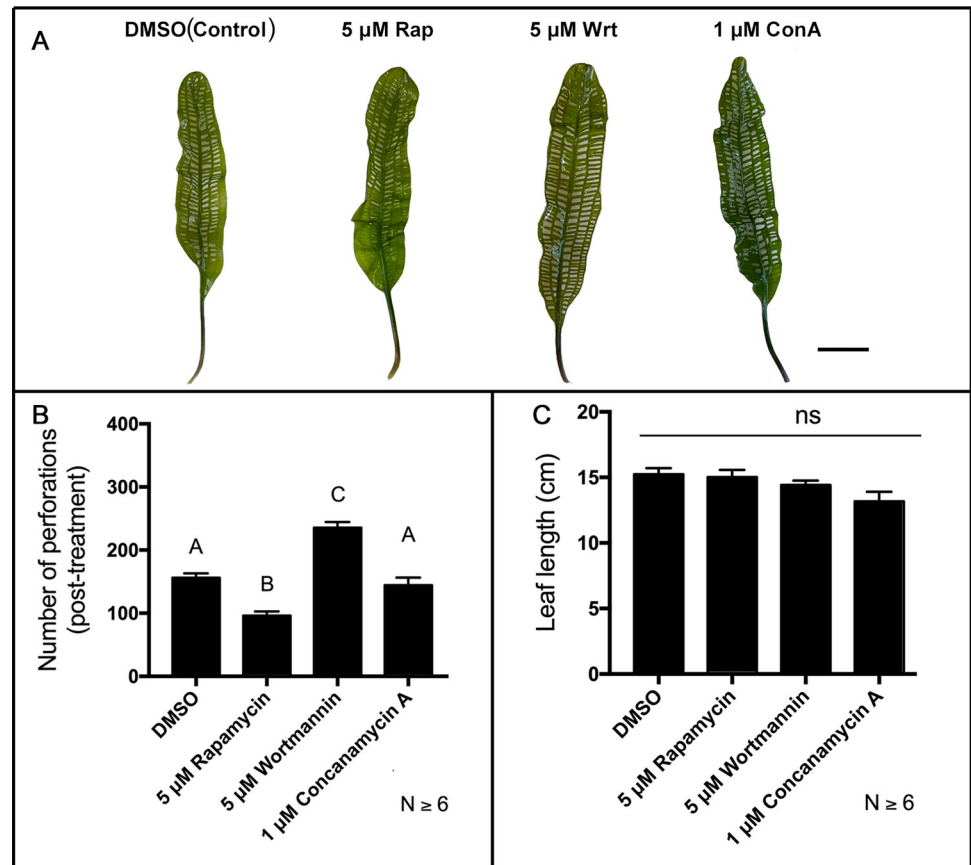 A
DMSO(Control)
5 µM Rap
5 µM Wrt
1 µM ConA
B
Number of perforations
(post-treatment)
400
300
200
100
0
A
B
C
A
DMSO
5 µM Rapamycin
5 µM Wortmannin
1 µM Concanamycin A
N ≥ 6
C
Leaf length (cm)
20
15
10
5
0
ns
DMSO
5 µM Rapamycin
5 µM Wortmannin
1 µM Concanamycin A
N ≥ 6